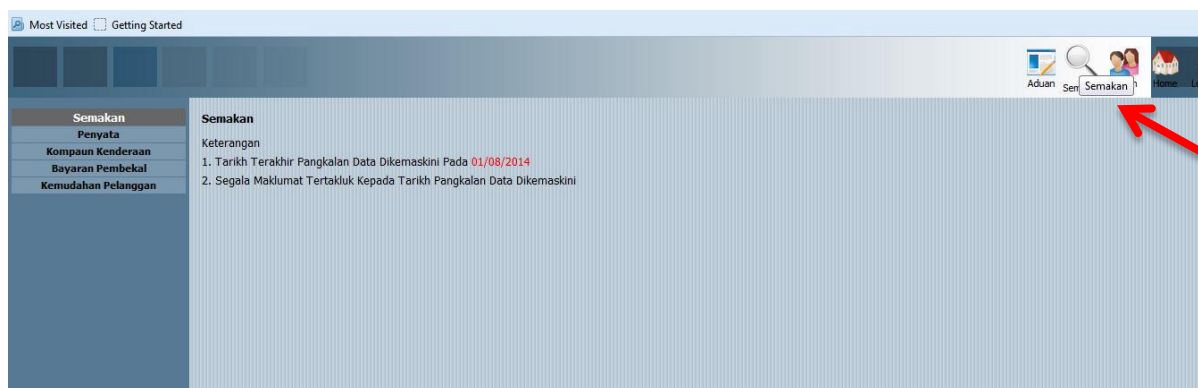 Most Visited Getting Started
Aduan
Semakan
Home
Semakan
Penyata
Kompaun Kenderaan
Bayaran Pembekal
Kemudahan Pelanggan
Semakan
Keterangan
1. Tarikh Terakhir Pangkalan Data Dikemaskini Pada 01/08/2014
2. Segala Maklumat Tertakluk Kepada Tarikh Pangkalan Data Dikemaskini